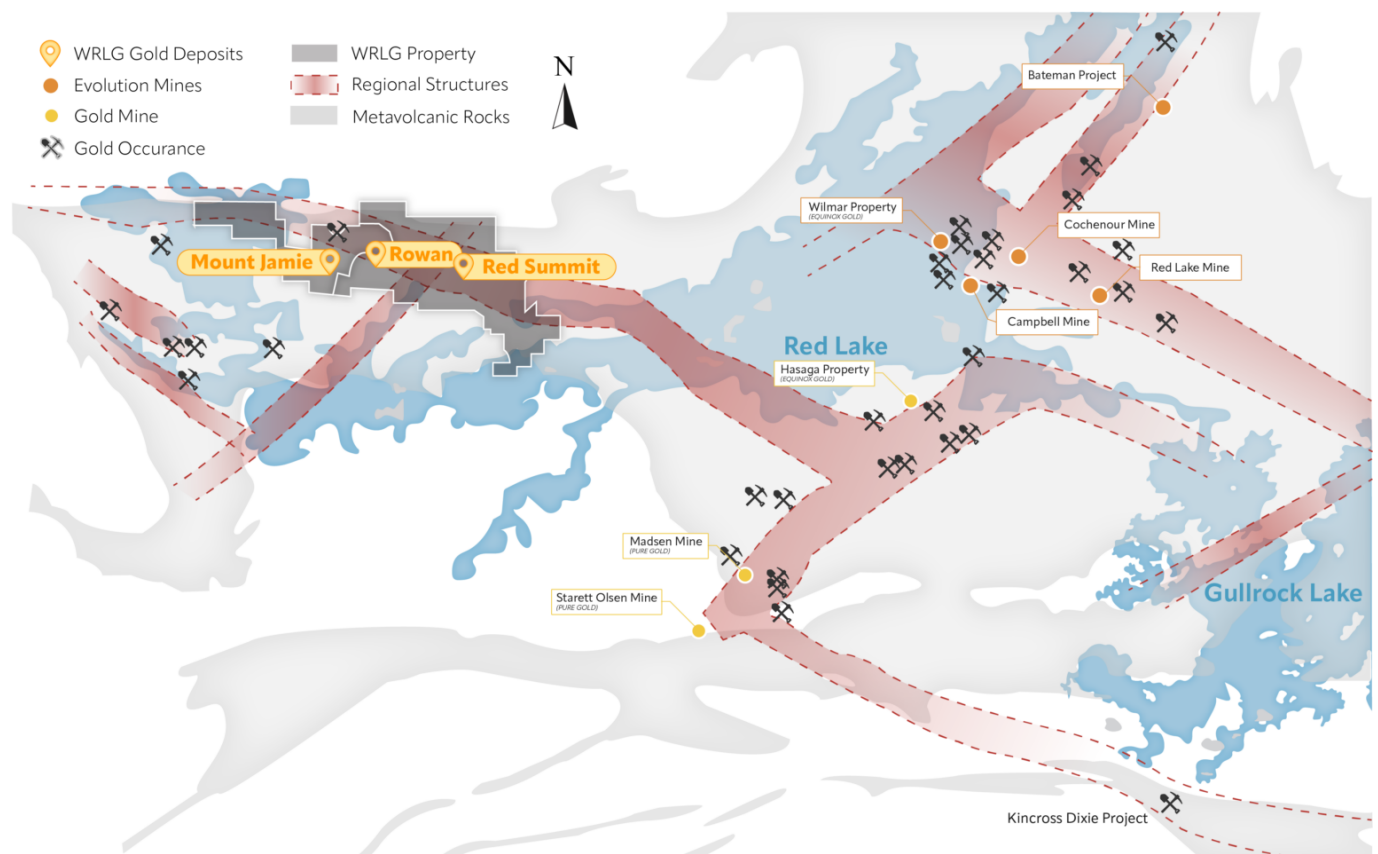 WRLG Gold Deposits
Evolution Mines
Gold Mine
Gold Occurance
WRLG Property
Regional Structures
Metavolcanic Rocks
N
Bateman Project
Wilmar Property
(EQUINOX GOLD)
Cochenour Mine
Red Lake Mine
Campbell Mine
Mount Jamie
Rowan
Red Summit
Red Lake
Hasaga Property
(EQUINOX GOLD)
Madsen Mine
(PURE GOLD)
Starett Olsen Mine
(PURE GOLD)
Gullrock Lake
Kincross Dixie Project